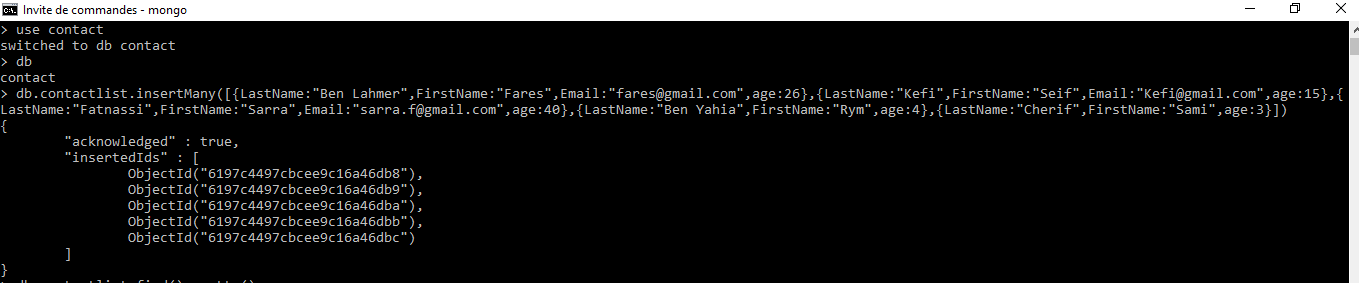 Invite de commandes - mongo
> use contact
switched to db contact
> db
contact
> db.contactlist.insertMany([{LastName:"Ben Lahmer",FirstName:"Fares",Email:"fares@gmail.com",age:26},{LastName:"Kefi",FirstName:"Seif",Email:"Kefi@gmail.com",age:15},{
LastName:"Fatnassi",FirstName:"Sarra",Email:"sarra.f@gmail.com",age:40},{LastName:"Ben Yahia",FirstName:"Rym",age:4},{LastName:"Cherif",FirstName:"Sami",age:3}])
{
        "acknowledged" : true,
        "insertedIds" : [
                ObjectId("6197c4497cbcee9c16a46db8"),
                ObjectId("6197c4497cbcee9c16a46db9"),
                ObjectId("6197c4497cbcee9c16a46dba"),
                ObjectId("6197c4497cbcee9c16a46dbb"),
                ObjectId("6197c4497cbcee9c16a46dbc")
        ]
}